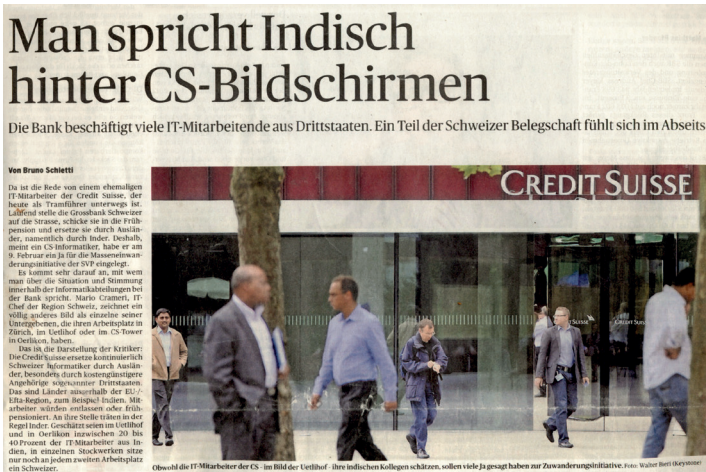 Man spricht Indisch
hinter CS-Bildschirmen
Die Bank beschäftigt viele IT-Mitarbeitende aus Drittstaaten. Ein Teil der Schweizer Belegschaft fühlt sich im Abseits
Von Bruno Schletti
Da ist die Rede von einem ehemaligen
IT-Mitarbeiter der Credit Suisse, der
heute als Tramführer unterwegs ist.
Laufend stelle die Grossbank Schweizer
auf die Strasse, schicke sie in die Früh-
pension und ersetze sie durch Auslän-
der, namentlich durch Inder. Deshalb,
meint ein CS-Informatiker, habe er am
9. Februar ein Ja für die Masseneinwan-
derungsinitiative der SVP eingelegt.
Es kommt sehr darauf an, mit wem
man über die Situation und Stimmung
innerhalb der Informatikabteilungen bei
der Bank spricht. Mario Crameri, IT-
Chef der Region Schweiz, zeichnet ein
völlig anderes Bild als einzelne seiner
Untergebenen, die ihren Arbeitsplatz in
Zürich, im Uetlihof oder im CS-Tower
in Oerlikon, haben.
Das ist die Darstellung der Kritiker:
Die Credit Suisse ersetze kontinuierlich
Schweizer Informatiker durch Auslän-
der, besonders durch kostengünstigere
Angehörige sogenannter Drittstaaten.
Das sind Länder ausserhalb der EU-/
Efta-Region, zum Beispiel Indien. Mit-
arbeiter würden entlassen oder früh-
pensioniert. An ihre Stelle träten in der
Regel Inder. Geschätzt seien im Uetlihof
und in Oerlikon inzwischen 20 bis
40 Prozent der IT-Mitarbeiter aus In-
dien, in einzelnen Stockwerken sitze
nur noch an jedem zweiten Arbeitsplatz
ein Schweizer.
CREDIT SUISSE
CREDIT SUISSE
Obwohl die IT-Mitarbeiter der CS - im Bild der Uetlihof - ihre indischen Kollegen schätzen, sollen viele Ja gesagt haben zur Zuwanderungsinitiative. Foto: Walter Bieri (Keystone)